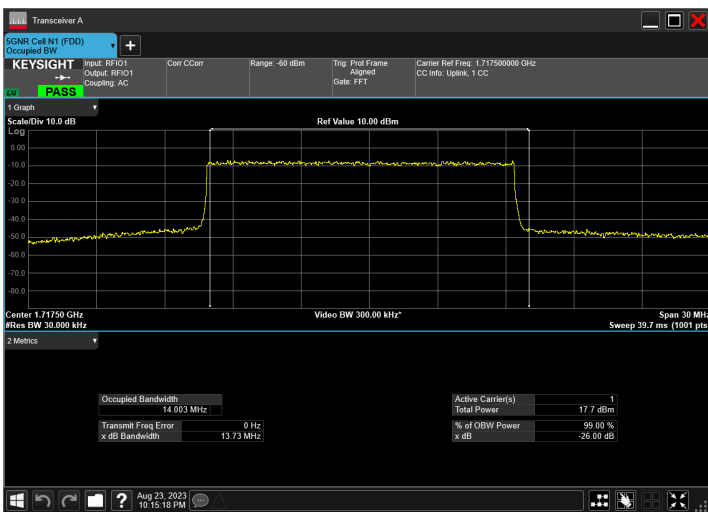 Transceiver A
5GNR Cell N1 (FDD)
Occupied BW
KEYSIGHT
LXI
PASS
Input: RFIO1
Output: RFIO1
Coupling: AC
Corr CCorr
Range: -60 dBm
Trig: Prot Frame
Aligned
Gate: FFT
Carrier Ref Freq: 1.717500000 GHz
CC Info: Uplink, 1 CC
1 Graph
Scale/Div 10.0 dB
Ref Value 10.00 dBm
Log
0.00
-10.0
-20.0
-30.0
-40.0
-50.0
-60.0
-70.0
-80.0
Center 1.71750 GHz
Video BW 300.00 kHz*
Span 30 MHz
#Res BW 30.000 kHz
Sweep 39.7 ms (1001 pts
2 Metrics
Occupied Bandwidth
14.003 MHz
Transmit Freq Error 0 Hz
x dB Bandwidth 13.73 MHz
Active Carrier(s) 1
Total Power 17.7 dBm
% of OBW Power 99.00 %
x dB -26.00 dB
Aug 23, 2023
10:15:18 PM